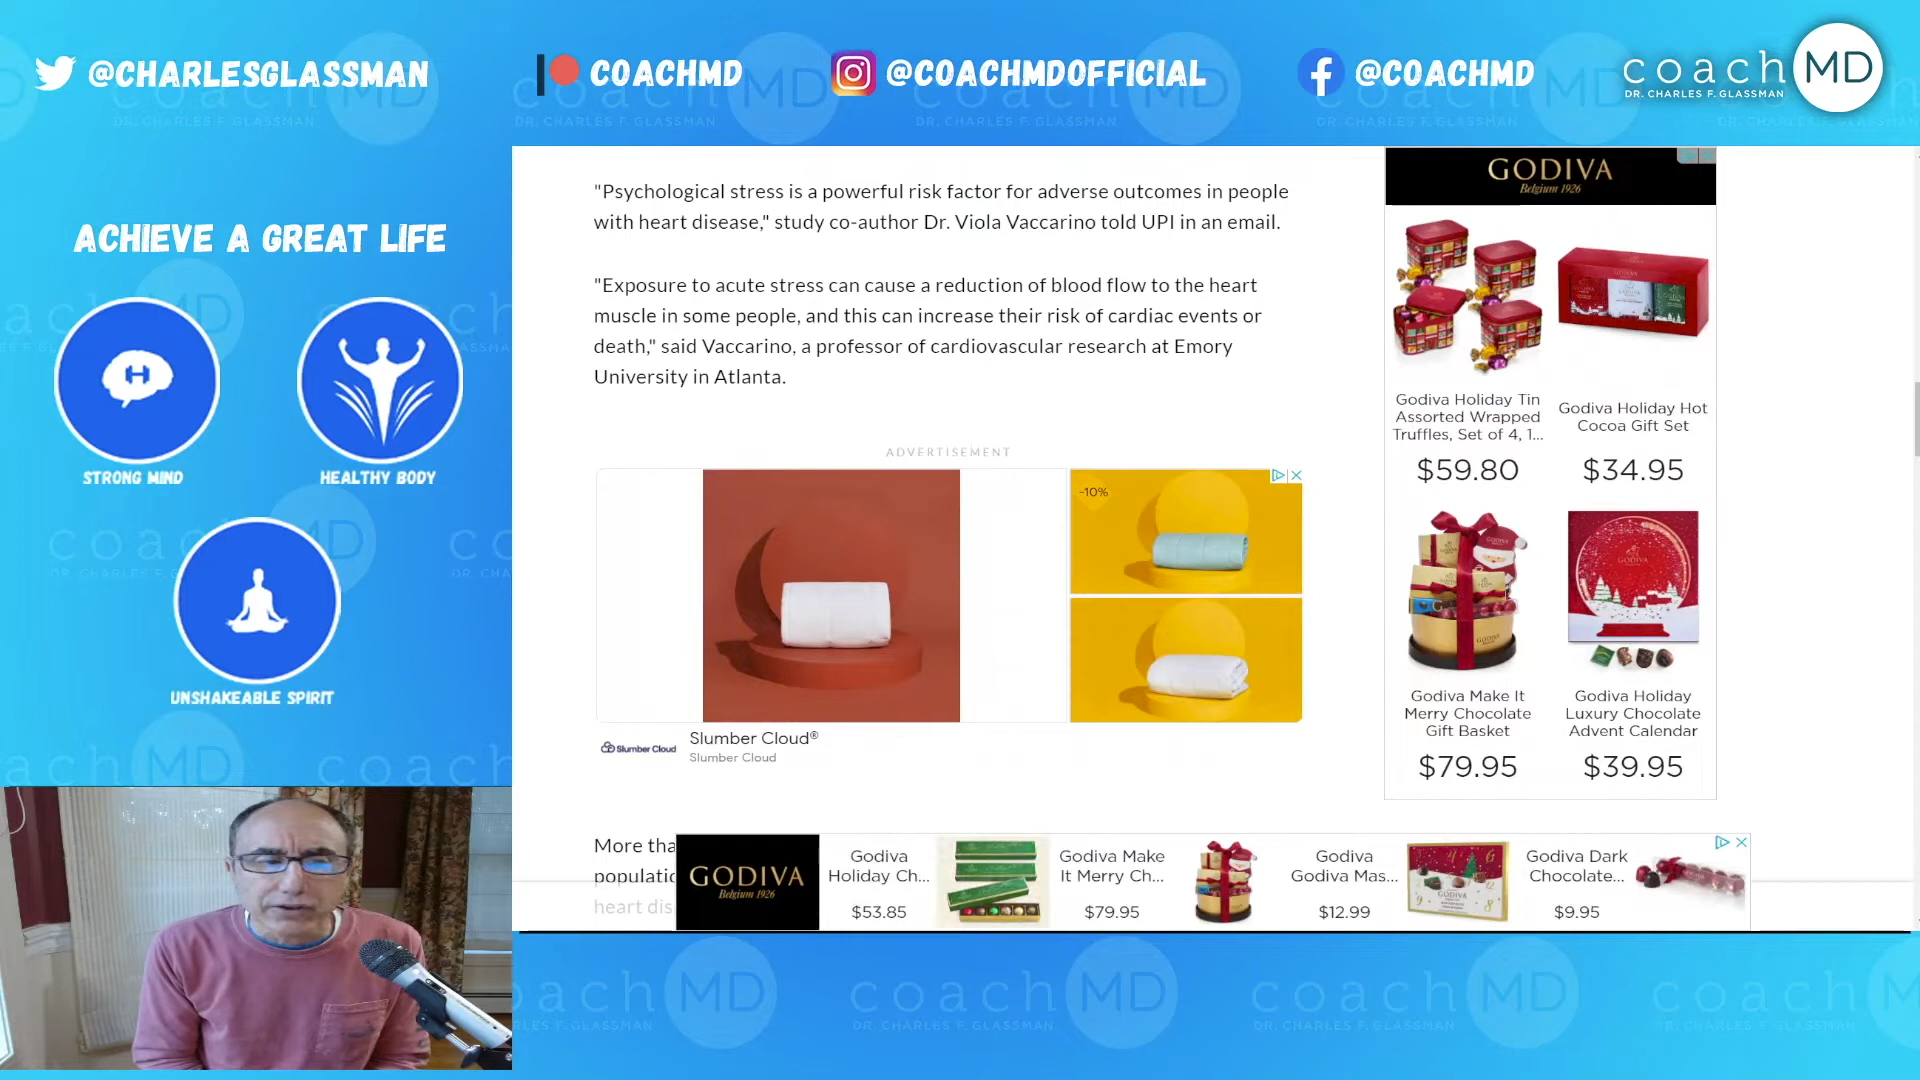 @CHARLESGLASSMAN
COACHMD
@COACHMDOFFICIAL
@COACHMD
coach MD
DR. CHARLES F. GLASSMAN
ACHIEVE A GREAT LIFE
STRONG MIND
HEALTHY BODY
UNSHAKEABLE SPIRIT
"Psychological stress is a powerful risk factor for adverse outcomes in people
with heart disease," study co-author Dr. Viola Vaccarino told UPI in an email.
"Exposure to acute stress can cause a reduction of blood flow to the heart
muscle in some people, and this can increase their risk of cardiac events or
death," said Vaccarino, a professor of cardiovascular research at Emory
University in Atlanta.
ADVERTISEMENT
-10%
Slumber Cloud
Slumber Cloud®
Slumber Cloud
More tha
populatic
heart dis
GODIVA
Belgium 1926
Godiva Holiday Tin
Assorted Wrapped
Truffles, Set of 4, 1...
$59.80
Godiva Holiday Hot
Cocoa Gift Set
$34.95
Godiva Make It
Merry Chocolate
Gift Basket
$79.95
Godiva Holiday
Luxury Chocolate
Advent Calendar
$39.95
GODIVA
Belgium 1926
Godiva
Holiday Ch...
$53.85
Godiva Make
It Merry Ch...
$79.95
Godiva
Godiva Mas...
$12.99
Godiva Dark
Chocolate...
$9.95
coach MD
DR. CHARLES F. GLASSMAN